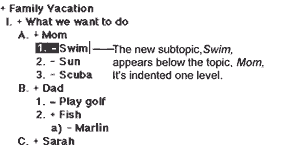 + Family Vacation
I. + What we want to do
A. + Mom
1. – Swim The new subtopic, Swim,
2. – Sun appears below the topic, Mom,
3. – Scuba It's indented one level.
B. + Dad
1. – Play golf
2. + Fish
a) – Marlin
C. + Sarah